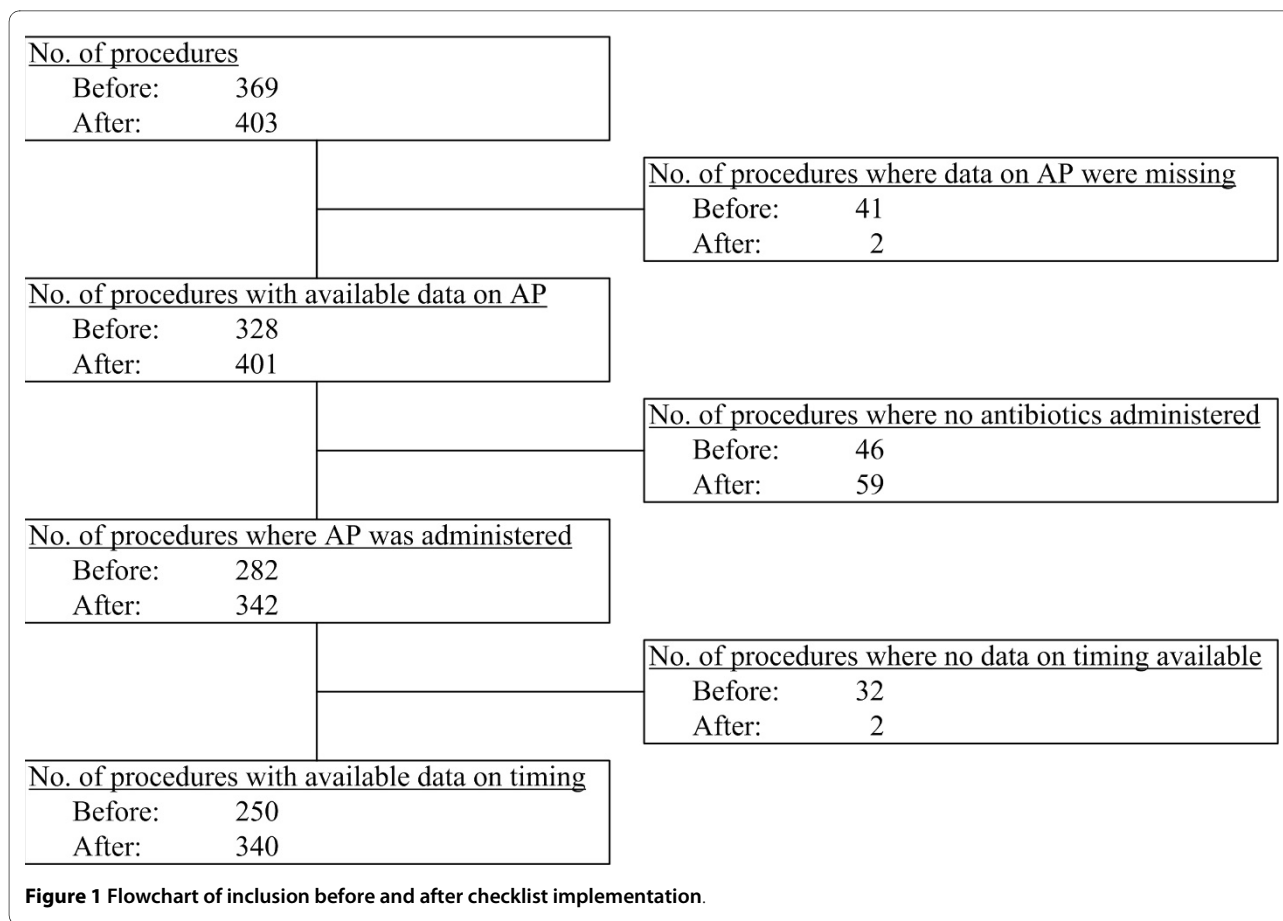 No. of procedures
Before: 369
After: 403
No. of procedures where data on AP were missing
Before: 41
After: 2
No. of procedures with available data on AP
Before: 328
After: 401
No. of procedures where no antibiotics administered
Before: 46
After: 59
No. of procedures where AP was administered
Before: 282
After: 342
No. of procedures where no data on timing available
Before: 32
After: 2
No. of procedures with available data on timing
Before: 250
After: 340
Figure 1 Flowchart of inclusion before and after checklist implementation.